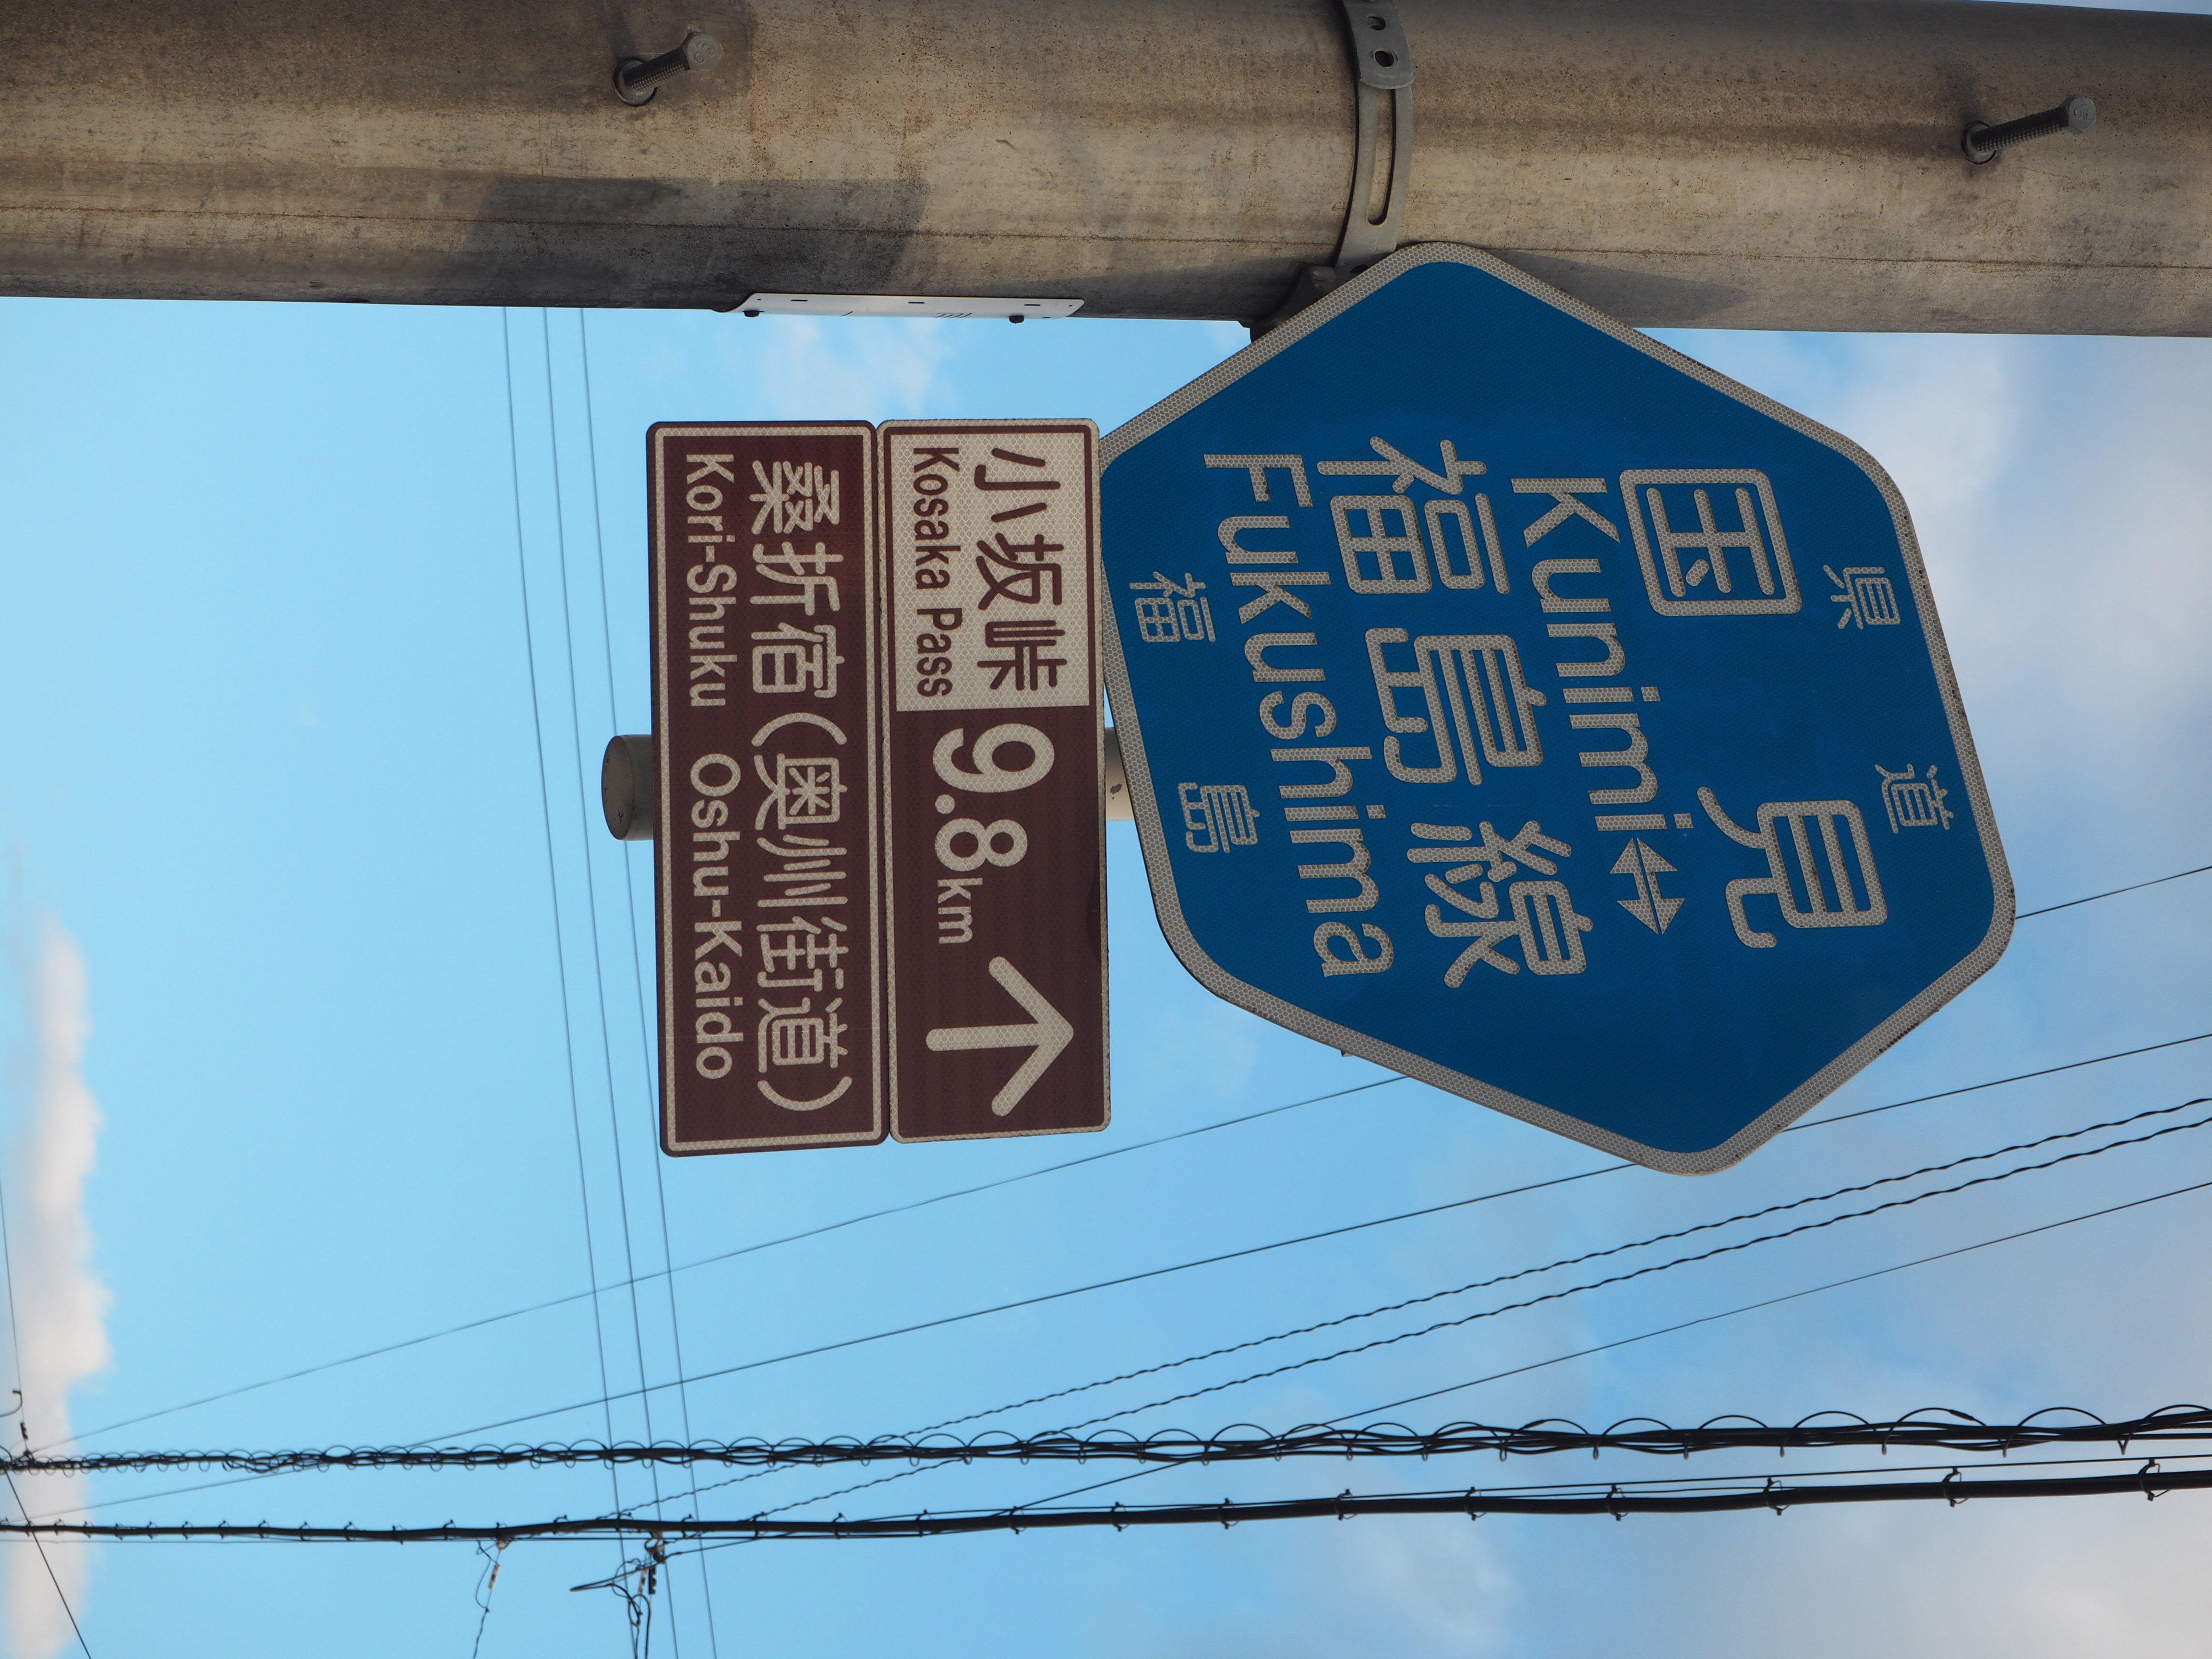 県道
国見
Kunimi↔
福島線
Fukushima
福島
小坂峠
Kosaka Pass
9.8km
桑折宿(奥州街道)
Kori-Shuku Oshu-Kaido